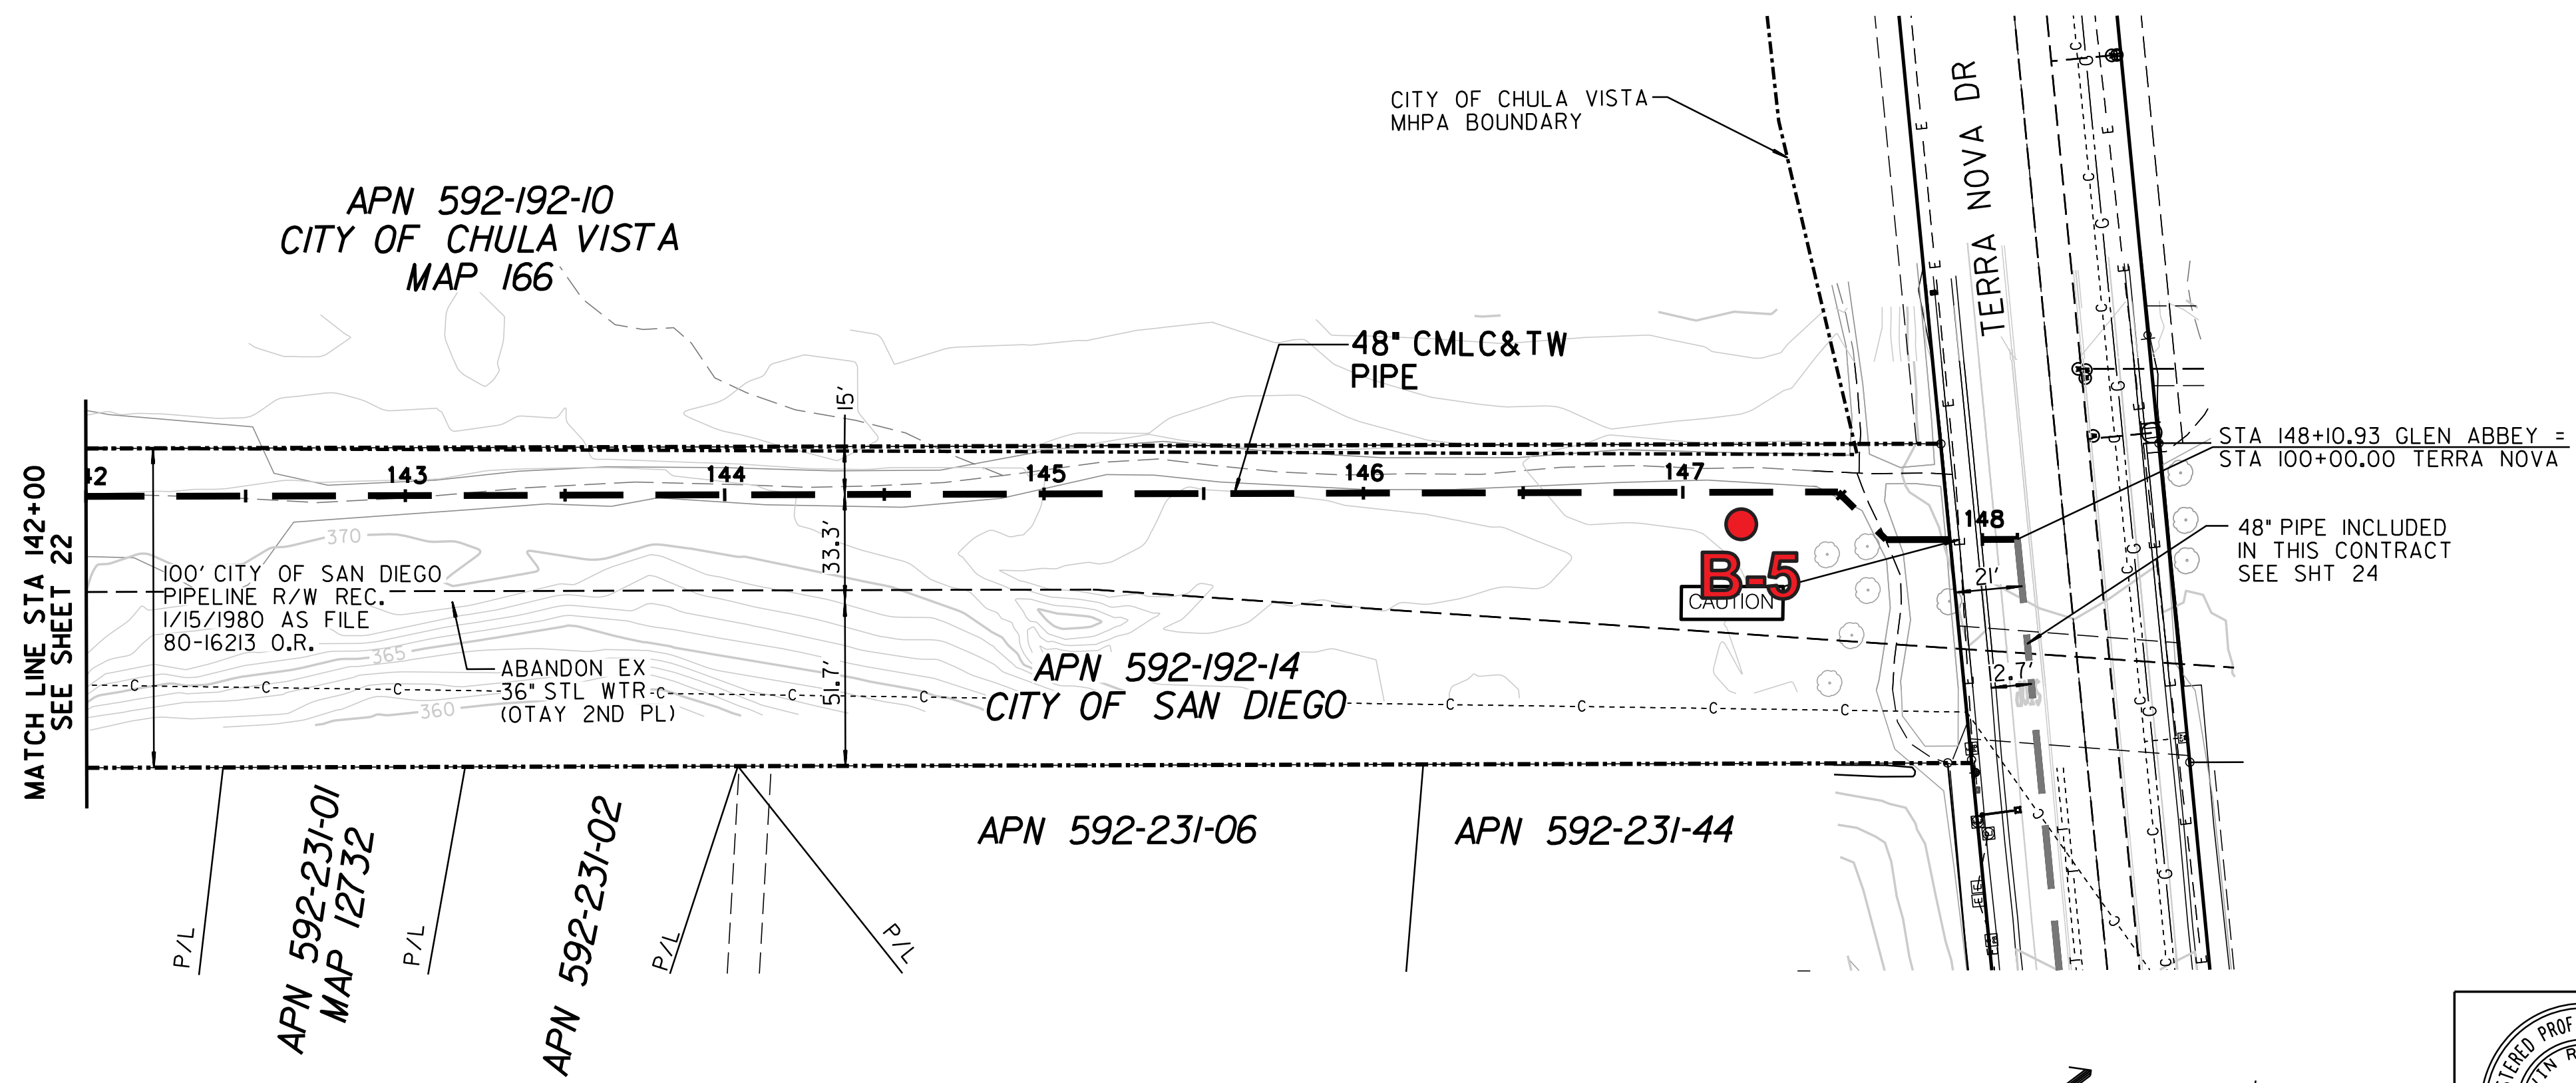 CITY OF CHULA VISTA
MHPA BOUNDARY
TERRA NOVA DR
APN 592-192-10
CITY OF CHULA VISTA
MAP 166
48" CMLC&TW
PIPE
15'
MATCH LINE STA 142+00
SEE SHEET 22
42
143
144
145
146
147
148
STA 148+10.93 GLEN ABBEY =
STA 100+00.00 TERRA NOVA
48" PIPE INCLUDED
IN THIS CONTRACT
SEE SHT 24
370
33.3'
B-5
CAUTION
21'
2.7'
100' CITY OF SAN DIEGO
PIPELINE R/W REC.
1/15/1980 AS FILE
80-16213 O.R.
365
ABANDON EX
36" STL WTR
(OTAY 2ND PL)
360
51.7'
APN 592-192-14
CITY OF SAN DIEGO
C C C C C C C C C C
E E E E E E E
G G G G G G
APN 592-231-01
MAP 12732
APN 592-231-02
APN 592-231-06
APN 592-231-44
P/L
P/L
P/L
P/L